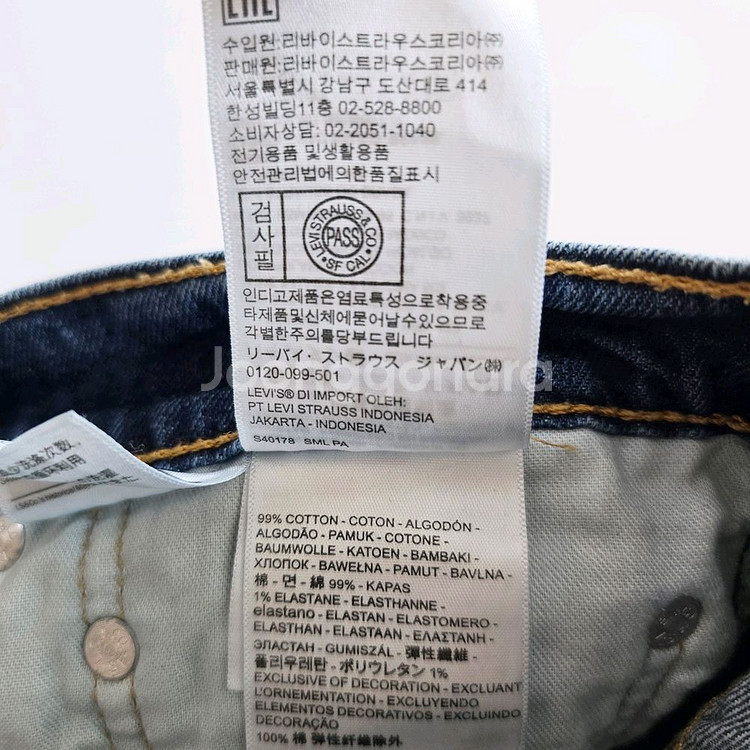 수입원:리바이스트라우스코리아㈜
판매원:리바이스트라우스코리아㈜
서울특별시 강남구 도산대로 414
한성빌딩11층 02-528-8800
소비자상담: 02-2051-1040
전기용품 및생활용품
안전관리법에의한품질표시
검사필
LEVI STRAUSS & CO.
PASS
SF CAL
인디고제품은염료특성으로착용중
타제품및신체에묻어날수있으므로
각별한주의를당부드립니다
リーバイ・ストラウス ジャパン㈱
0120-099-501
Joonggonara
LEVI'S® DI IMPORT OLEH:
PT LEVI STRAUSS INDONESIA
JAKARTA - INDONESIA
S40178 SML PA
99% COTTON - COTON - ALGODÓN -
ALGODÃO - PAMUK - COTONE -
BAUMWOLLE - KATOEN - BAMBAKI -
ХЛОПОК - BAWEŁNA - PAMUT - BAVLNA -
棉 - 면 - 綿 99% - KAPAS
1% ELASTANE - ELASTHANNE -
elastano - ELASTAN - ELASTOMERO -
ELASTHAN - ELASTAAN - ΕΛΑΣΤΑΝΗ -
ЭЛАСТАН - GUMISZÁL - 彈性纖維 -
폴리우레탄 - ポリウレタン 1%
EXCLUSIVE OF DECORATION - EXCLUANT
L'ORNEMENTATION - EXCLUYENDO
ELEMENTOS DECORATIVOS - EXCLUINDO
DECORAÇÃO
100% 棉 弹性纤维除外